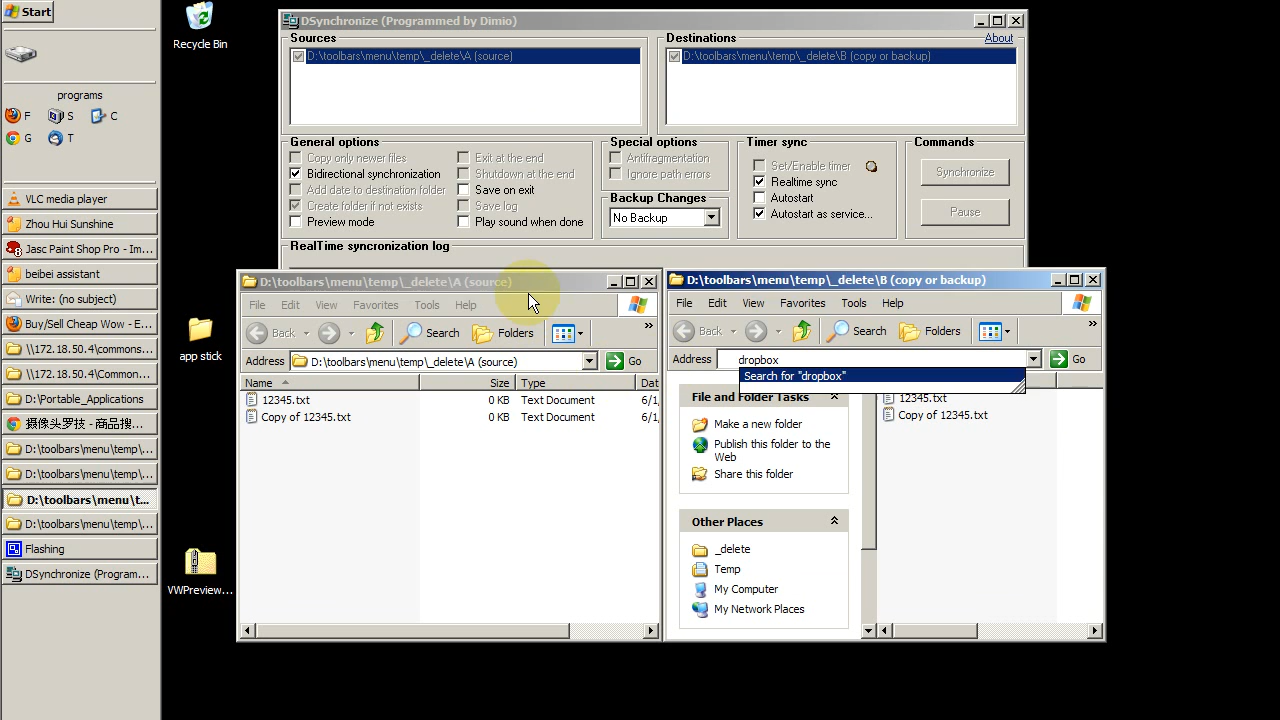 Start
programs
F S C
G T
VLC media player
Zhou Hui Sunshine
Jasc Paint Shop Pro - Im...
beibei assistant
Write: (no subject)
Buy/Sell Cheap Wow - E...
\\172.18.50.4\commons...
\\172.18.50.4\Common...
D:\Portable_Applications
摄像头罗技 - 商品搜...
D:\toolbars\menu\temp\...
D:\toolbars\menu\temp\...
D:\toolbars\menu\t...
D:\toolbars\menu\temp\...
Flashing
DSynchronize (Program...
Recycle Bin
app stick
VWPreview...
DSynchronize (Programmed by Dimio)
Sources
D:\toolbars\menu\temp\_delete\A (source)
Destinations
About
D:\toolbars\menu\temp\_delete\B (copy or backup)
General options
Copy only newer files
Bidirectional synchronization
Add date to destination folder
Create folder if not exists
Preview mode
Exit at the end
Shutdown at the end
Save on exit
Save log
Play sound when done
Special options
Antifragmentation
Ignore path errors
Backup Changes
No Backup
Timer sync
Set/Enable timer
Realtime sync
Autostart
Autostart as service...
Commands
Synchronize
Pause
RealTime syncronization log
D:\toolbars\menu\temp\_delete\A (source)
File Edit View Favorites Tools Help
Back Search Folders »
Address D:\toolbars\menu\temp\_delete\A (source) Go
Name Size Type Dat
12345.txt 0 KB Text Document 6/1,
Copy of 12345.txt 0 KB Text Document 6/1,
D:\toolbars\menu\temp\_delete\B (copy or backup)
File Edit View Favorites Tools Help
Back Search Folders »
Address dropbox Go
Search for "dropbox"
File and Folder Tasks
Make a new folder
Publish this folder to the
Web
Share this folder
Other Places
_delete
Temp
My Computer
My Network Places
12345.txt
Copy of 12345.txt